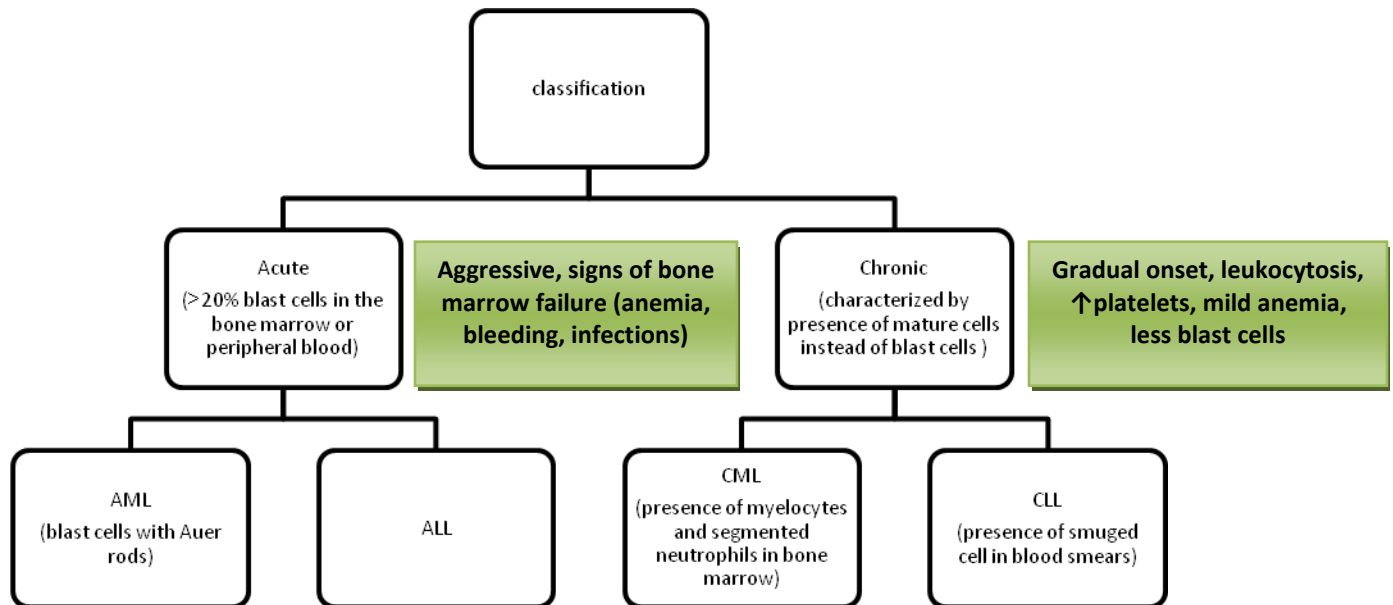 classification
Acute
(>20% blast cells in the
bone marrow or
peripheral blood)
Aggressive, signs of bone
marrow failure (anemia,
bleeding, infections)
Chronic
(characterized by
presence of mature cells
instead of blast cells )
Gradual onset, leukocytosis,
↑platelets, mild anemia,
less blast cells
AML
(blast cells with Auer
rods)
ALL
CML
(presence of myelocytes
and segmented
neutrophils in bone
marrow)
CLL
(presence of smuged
cell in blood smears)